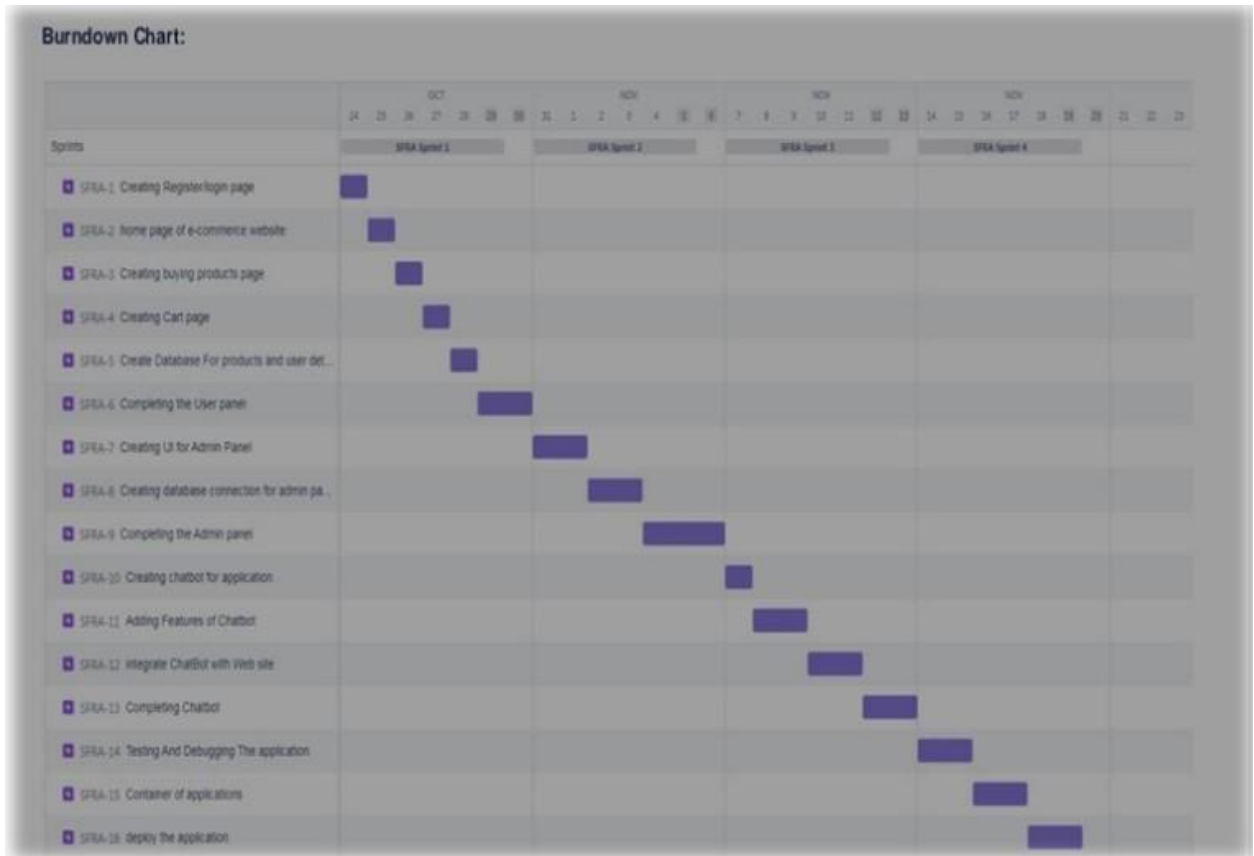 Burndown Chart:
OCT NOV NOV NOV
24 25 26 27 28 29 30 31 1 2 3 4 5 6 7 8 9 10 11 12 13 14 15 16 17 18 19 20 21 22 23
Sprints SFRA Sprint 1 SFRA Sprint 2 SFRA Sprint 3 SFRA Sprint 4
SFRA-1 Creating Register/login page
SFRA-2 home page of e-commerce website
SFRA-3 Creating buying products page
SFRA-4 Creating Cart page
SFRA-5 Create Database For products and user det...
SFRA-6 Completing the User panel
SFRA-7 Creating UI for Admin Panel
SFRA-8 Creating database connection for admin pa...
SFRA-9 Completing the Admin panel
SFRA-10 Creating chatbot for application
SFRA-11 Adding Features of Chatbot
SFRA-12 integrate ChatBot with Web site
SFRA-13 Completing Chatbot
SFRA-14 Testing And Debugging The application
SFRA-15 Container of applications
SFRA-16 deploy the application